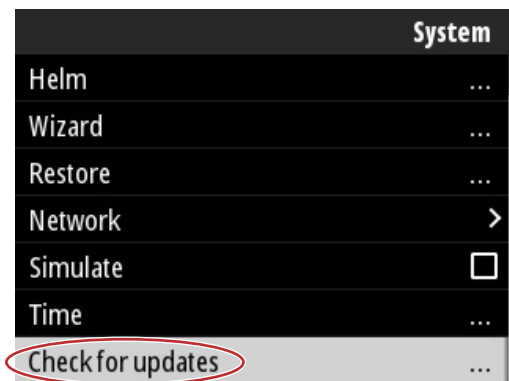 System
Helm ...
Wizard ...
Restore ...
Network >
Simulate
Time ...
Check for updates ...